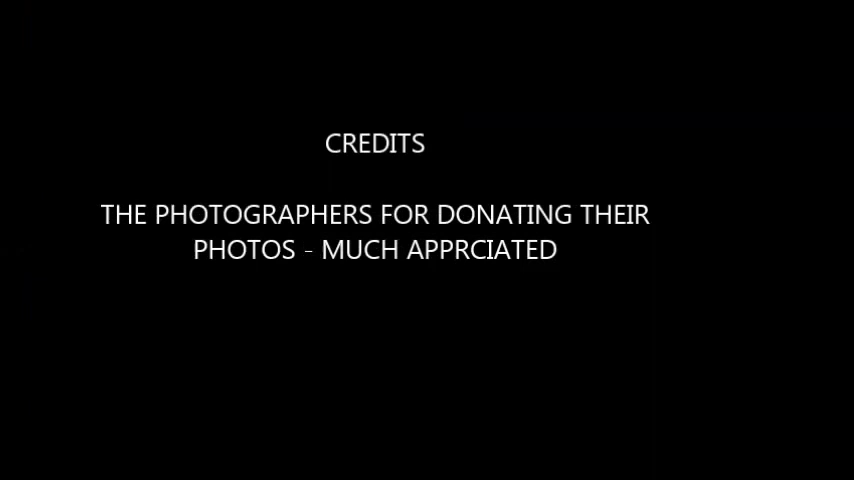 CREDITS
THE PHOTOGRAPHERS FOR DONATING THEIR
PHOTOS - MUCH APPRCIATED